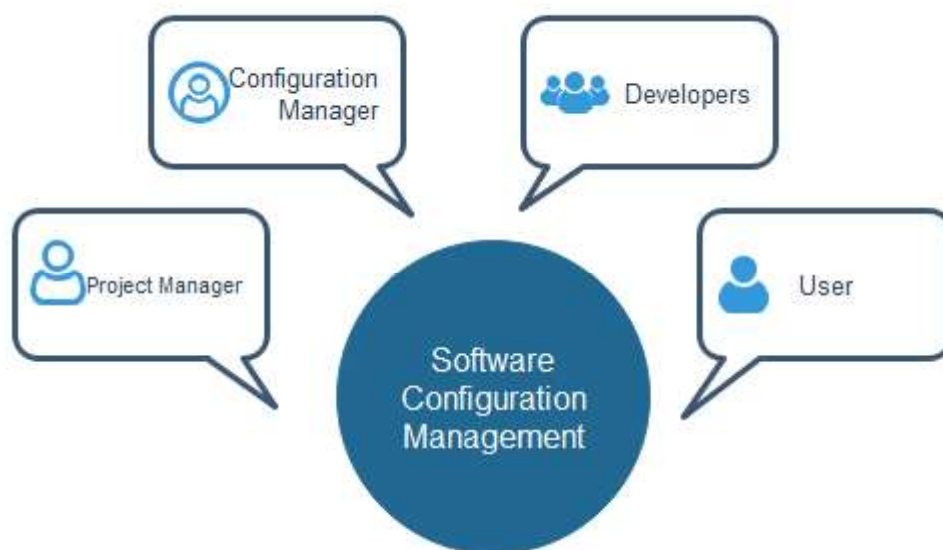 Configuration
Manager
Developers
Project Manager
User
Software
Configuration
Management